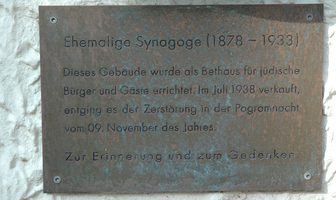 Ehemalige Synagoge (1878 - 1933)
Dieses Gebäude wurde als Bethaus für jüdische
Bürger und Gäste errichtet. Im Juli 1938 verkauft,
entging es der Zerstörung in der Pogromnacht
vom 09. November des Jahres.
Zur Erinnerung und zum Gedenken